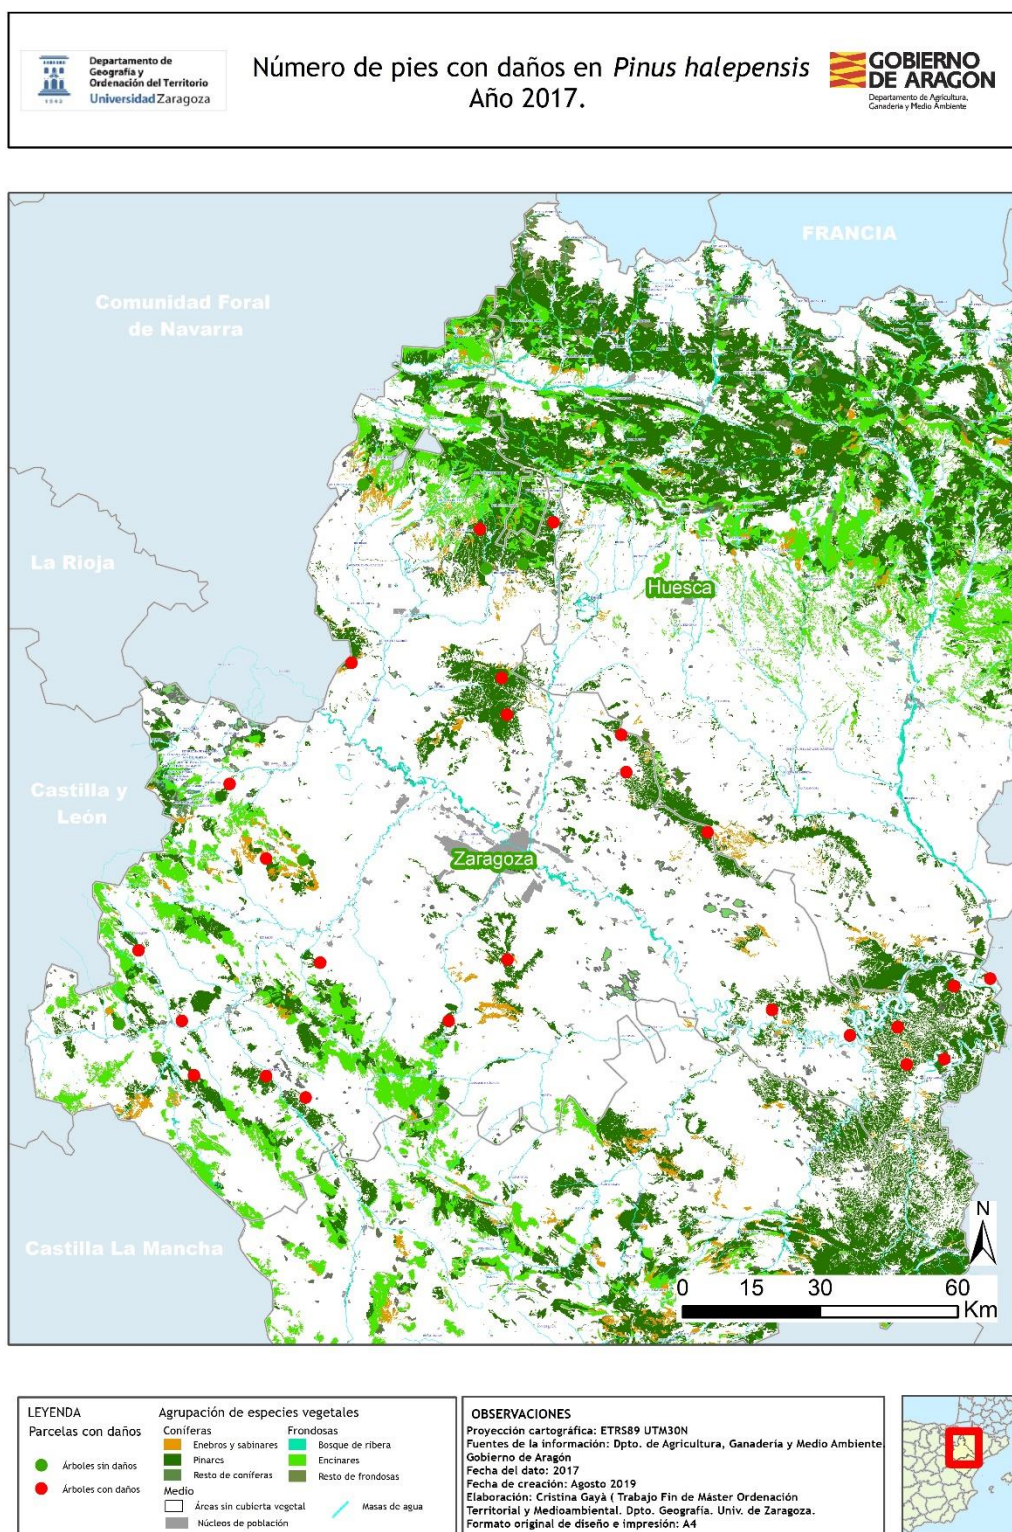 Departamento de
Geografía y
Ordenación del Territorio
Universidad Zaragoza
1542
Número de pies con daños en Pinus halepensis
Año 2017.
GOBIERNO
DE ARAGON
Departamento de Agricultura,
Ganadería y Medio Ambiente
FRANCIA
Comunidad Foral
de Navarra
La Rioja
Huesca
Castilla y
León
Zaragoza
Castilla La Mancha
N
0 15 30 60
Km
LEYENDA
Parcelas con daños
Árboles sin daños
Árboles con daños
Agrupación de especies vegetales
Coníferas
Enebros y sabinares
Pinares
Resto de coníferas
Frondosas
Bosque de ribera
Encinares
Resto de frondosas
Medio
Áreas sin cubierta vegetal
Núcleos de población
Masas de agua
OBSERVACIONES
Proyección cartográfica: ETRS89 UTM30N
Fuentes de la información: Dpto. de Agricultura, Ganadería y Medio Ambiente.
Gobierno de Aragón
Fecha del dato: 2017
Fecha de creación: Agosto 2019
Elaboración: Cristina Gayà ( Trabajo Fin de Máster Ordenación
Territorial y Medioambiental. Dpto. Geografía. Univ. de Zaragoza.
Formato original de diseño e impresión: A4